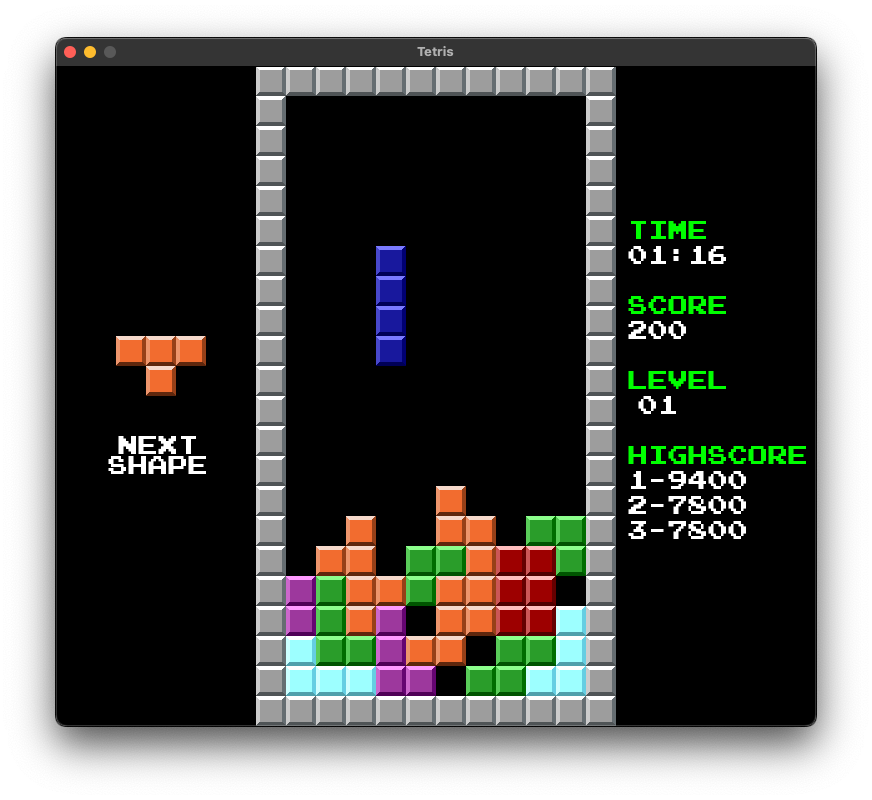 Tetris
NEXT
SHAPE
TIME
01:16
SCORE
200
LEVEL
01
HIGHSCORE
1-9400
2-7800
3-7800